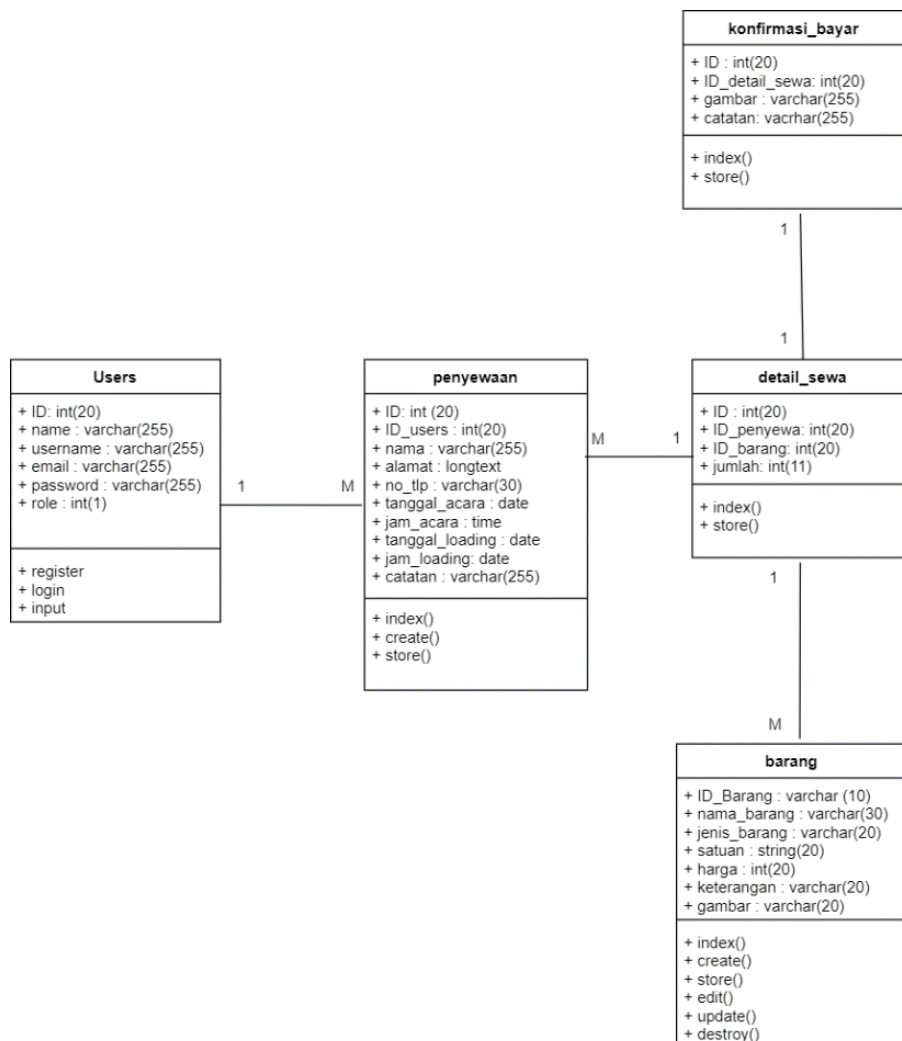 konfirmasi_bayar
+ ID : int(20)
+ ID_detail_sewa: int(20)
+ gambar : varchar(255)
+ catatan: vacrhar(255)
+ index()
+ store()
1
1
Users
+ ID: int(20)
+ name : varchar(255)
+ username : varchar(255)
+ email : varchar(255)
+ password : varchar(255)
+ role : int(1)
+ register
+ login
+ input
1
M
penyewaan
+ ID: int (20)
+ ID_users : int(20)
+ nama : varchar(255)
+ alamat : longtext
+ no_tlp : varchar(30)
+ tanggal_acara : date
+ jam_acara : time
+ tanggal_loading : date
+ jam_loading: date
+ catatan : varchar(255)
+ index()
+ create()
+ store()
M
1
detail_sewa
+ ID : int(20)
+ ID_penyewa: int(20)
+ ID_barang: int(20)
+ jumlah: int(11)
+ index()
+ store()
1
M
barang
+ ID_Barang : varchar (10)
+ nama_barang : varchar(30)
+ jenis_barang : varchar(20)
+ satuan : string(20)
+ harga : int(20)
+ keterangan : varchar(20)
+ gambar : varchar(20)
+ index()
+ create()
+ store()
+ edit()
+ update()
+ destroy()